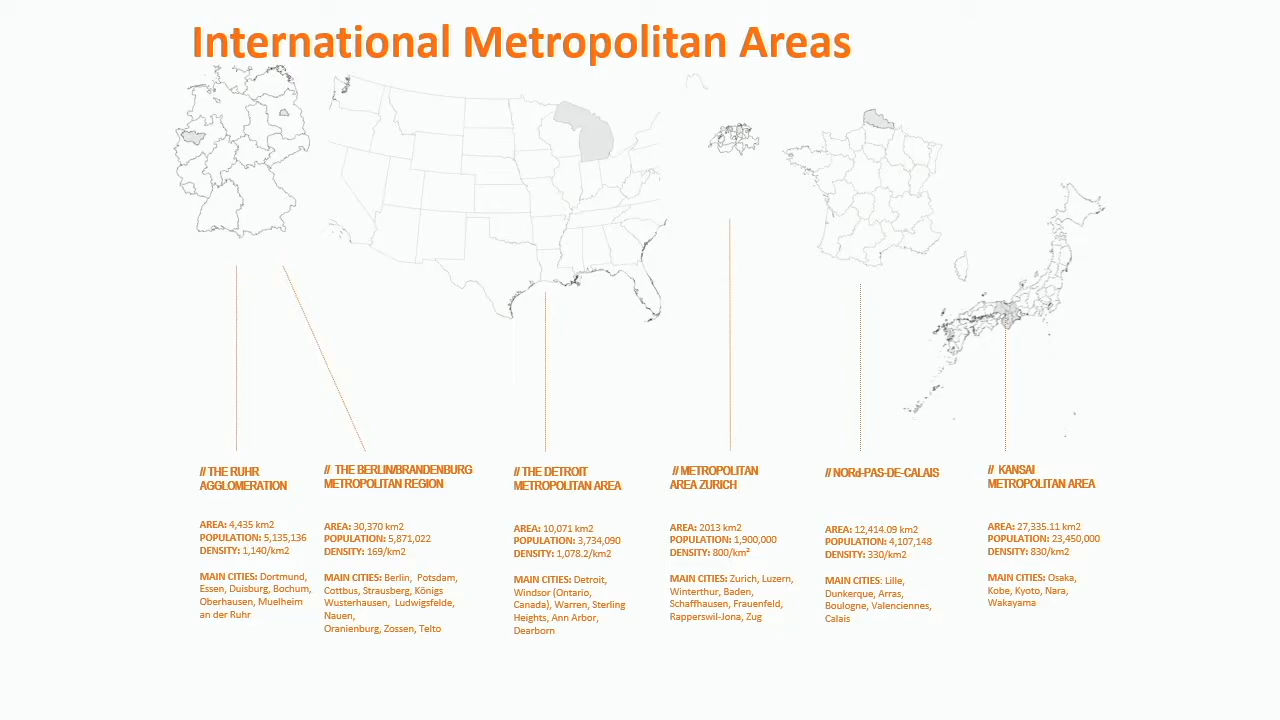 International Metropolitan Areas
// THE RUHR
AGGLOMERATION
AREA: 4,435 km2
POPULATION: 5,135,136
DENSITY: 1,140/km2
MAIN CITIES: Dortmund,
Essen, Duisburg, Bochum,
Oberhausen, Muelheim
an der Ruhr
// THE BERLIN/BRANDENBURG
METROPOLITAN REGION
AREA: 30,370 km2
POPULATION: 5,871,022
DENSITY: 169/km2
MAIN CITIES: Berlin, Potsdam,
Cottbus, Strausberg, Königs
Wusterhausen, Ludwigsfelde,
Nauen,
Oranienburg, Zossen, Telto
// THE DETROIT
METROPOLITAN AREA
AREA: 10,071 km2
POPULATION: 3,734,090
DENSITY: 1,078.2/km2
MAIN CITIES: Detroit,
Windsor (Ontario,
Canada), Warren, Sterling
Heights, Ann Arbor,
Dearborn
// METROPOLITAN
AREA ZURICH
AREA: 2013 km2
POPULATION: 1,900,000
DENSITY: 800/km²
MAIN CITIES: Zurich, Luzern,
Winterthur, Baden,
Schaffhausen, Frauenfeld,
Rapperswil-Jona, Zug
// NORd-PAS-DE-CALAIS
AREA: 12,414.09 km2
POPULATION: 4,107,148
DENSITY: 330/km2
MAIN CITIES: Lille,
Dunkerque, Arras,
Boulogne, Valenciennes,
Calais
// KANSAI
METROPOLITAN AREA
AREA: 27,335.11 km2
POPULATION: 23,450,000
DENSITY: 830/km2
MAIN CITIES: Osaka,
Kobe, Kyoto, Nara,
Wakayama